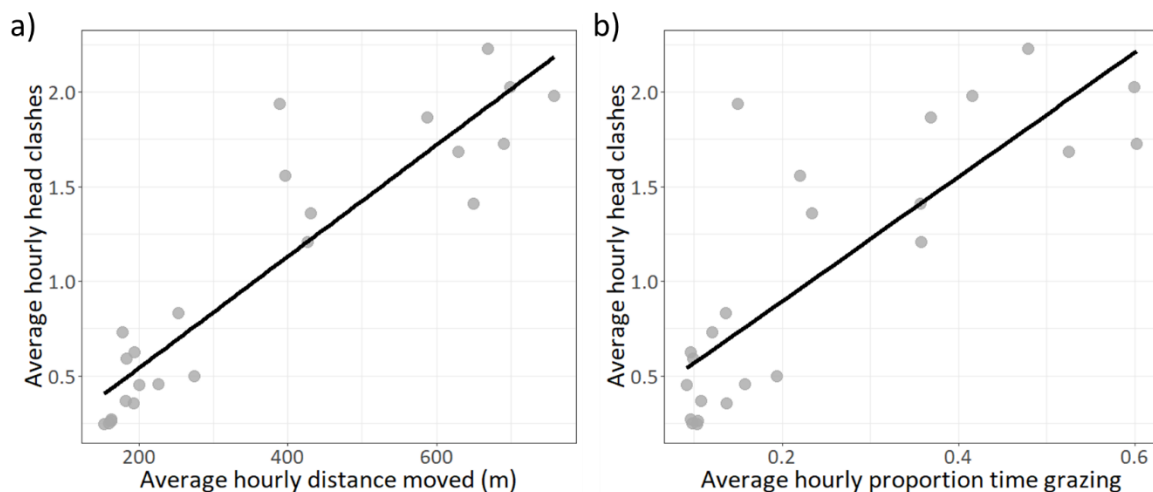 a)
Average hourly head clashes
2.0
1.5
1.0
0.5
200 400 600
Average hourly distance moved (m)
b)
Average hourly head clashes
2.0
1.5
1.0
0.5
0.2 0.4 0.6
Average hourly proportion time grazing